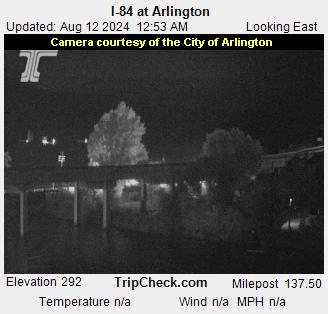 I-84 at Arlington
Updated: Aug 12 2024 12:53 AM Looking East
Camera courtesy of the City of Arlington
Elevation 292 TripCheck.com Milepost 137.50
Temperature n/a Wind n/a MPH n/a